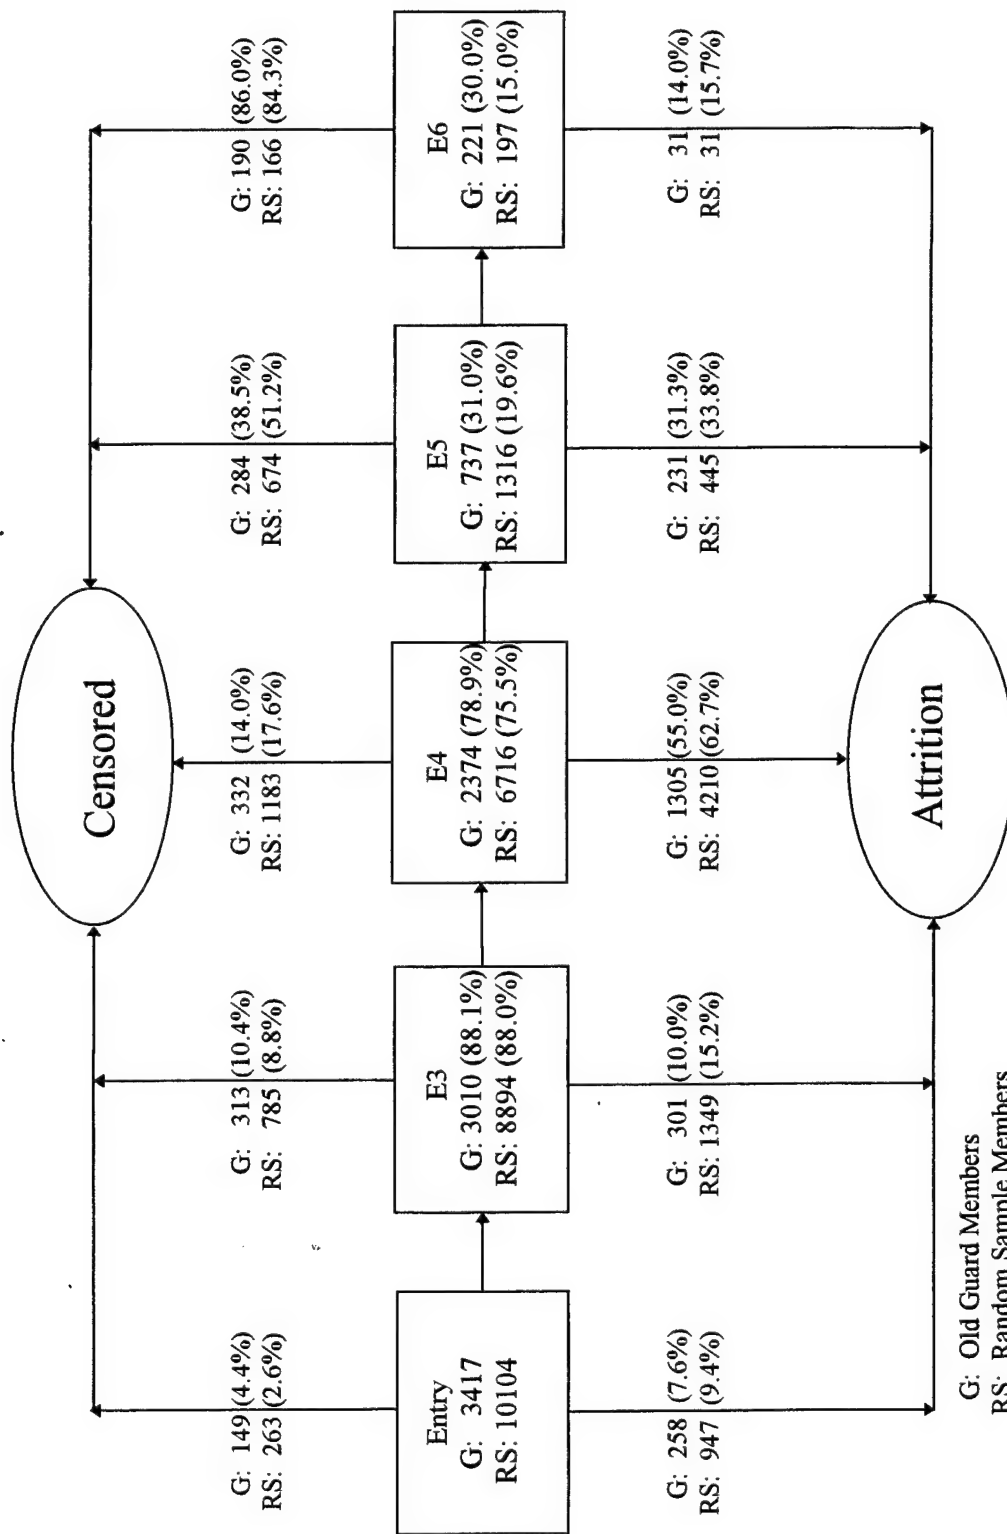 Censored
G: 149 (4.4%)
RS: 263 (2.6%)
G: 313 (10.4%)
RS: 785 (8.8%)
G: 332 (14.0%)
RS: 1183 (17.6%)
G: 284 (38.5%)
RS: 674 (51.2%)
G: 190 (86.0%)
RS: 166 (84.3%)
Entry
G: 3417
RS: 10104
E3
G: 3010 (88.1%)
RS: 8894 (88.0%)
E4
G: 2374 (78.9%)
RS: 6716 (75.5%)
E5
G: 737 (31.0%)
RS: 1316 (19.6%)
E6
G: 221 (30.0%)
RS: 197 (15.0%)
G: 258 (7.6%)
RS: 947 (9.4%)
G: 301 (10.0%)
RS: 1349 (15.2%)
G: 1305 (55.0%)
RS: 4210 (62.7%)
G: 231 (31.3%)
RS: 445 (33.8%)
G: 31 (14.0%)
RS: 31 (15.7%)
Attrition
G: Old Guard Members
RS: Random Sample Members